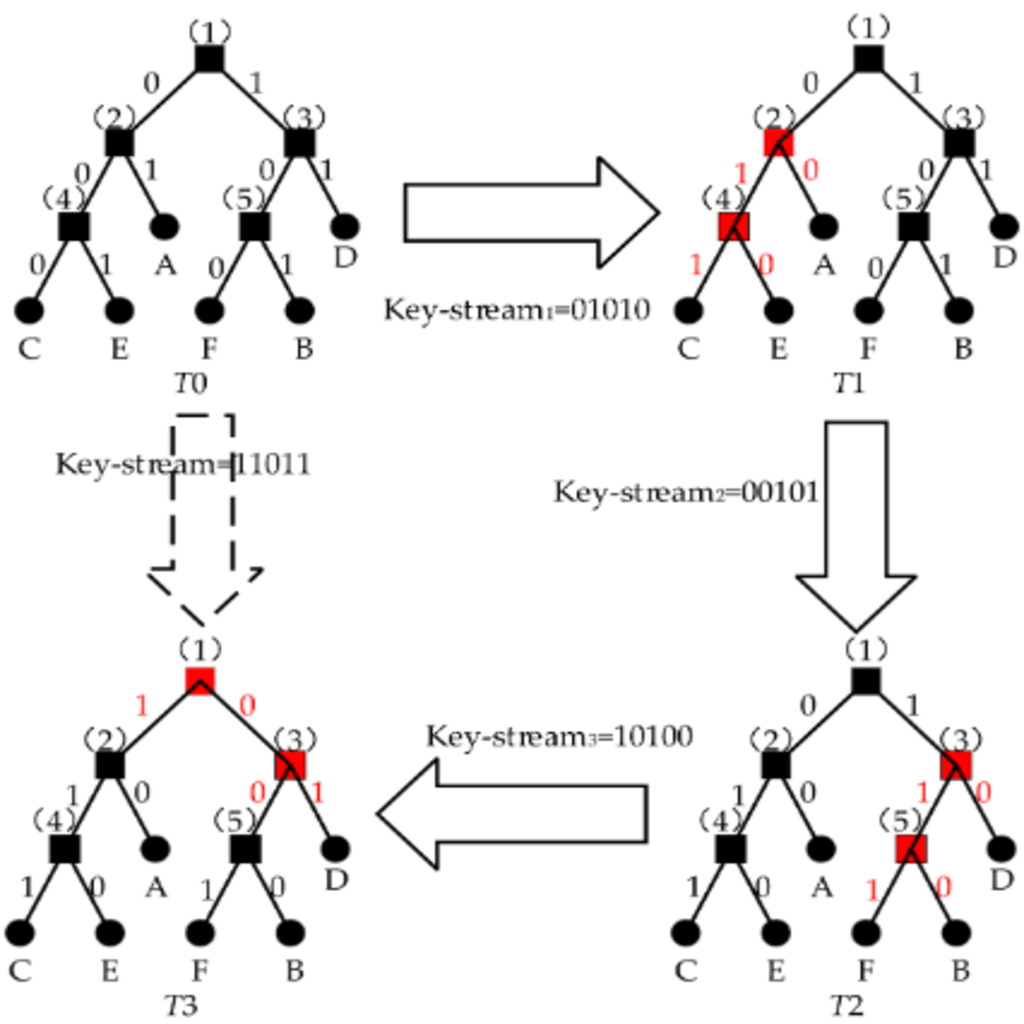 (1) (1)
0 1 0 1
(2) (3) (2) (3)
0 1 0 1 1 0 0 1
(4) (5) (4) (5)
A D A D
0 1 0 1 1 0 0 1
Key-stream1=01010
C E F B C E F B
T0 T1
Key-stream=11011
Key-stream2=00101
(1) (1)
1 0 0 1
Key-stream3=10100
(2) (3) (2) (3)
1 0 0 1 1 0 1 0
(4) (5) (4) (5)
A D A D
1 0 1 0 1 0 1 0
C E F B C E F B
T3 T2